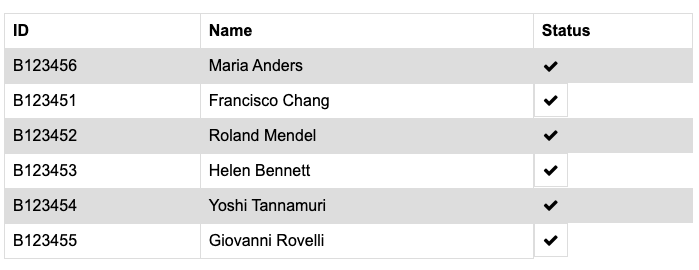 ID Name Status
B123456 Maria Anders ✔
B123451 Francisco Chang ✔
B123452 Roland Mendel ✔
B123453 Helen Bennett ✔
B123454 Yoshi Tannamuri ✔
B123455 Giovanni Rovelli ✔